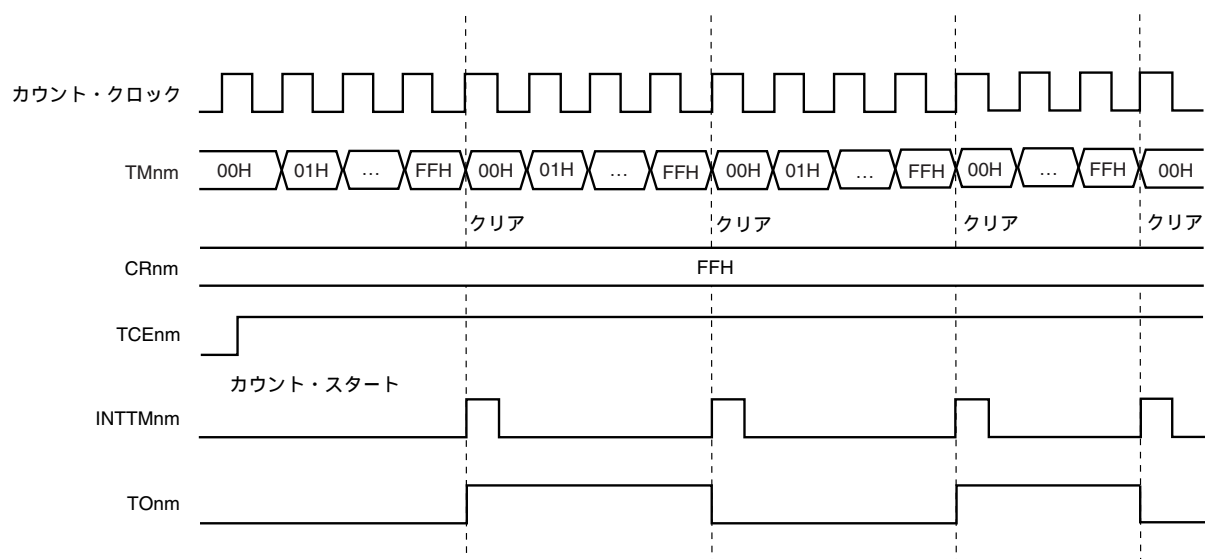 カウント・クロック
TMnm 00H 01H … FFH 00H 01H … FFH 00H 01H … FFH 00H … FFH 00H
クリア クリア クリア クリア
CRnm FFH
TCEnm
カウント・スタート
INTTMnm
TOnm